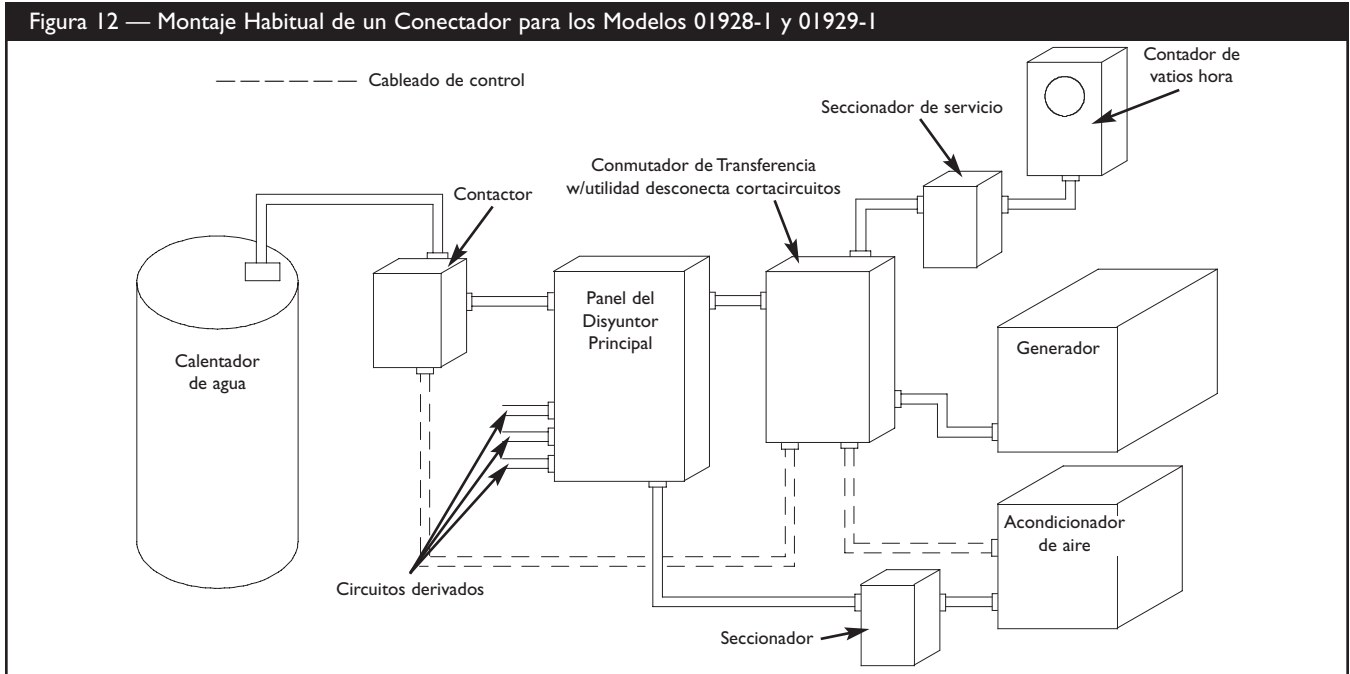 Figura 12 — Montaje Habitual de un Conectador para los Modelos 01928-1 y 01929-1
Cableado de control
Contador de
vatios hora
Seccionador de servicio
Conmutador de Transferencia
w/utilidad desconecta cortacircuitos
Contactor
Panel del
Disyuntor
Principal
Generador
Calentador
de agua
Acondicionador
de aire
Circuitos derivados
Seccionador